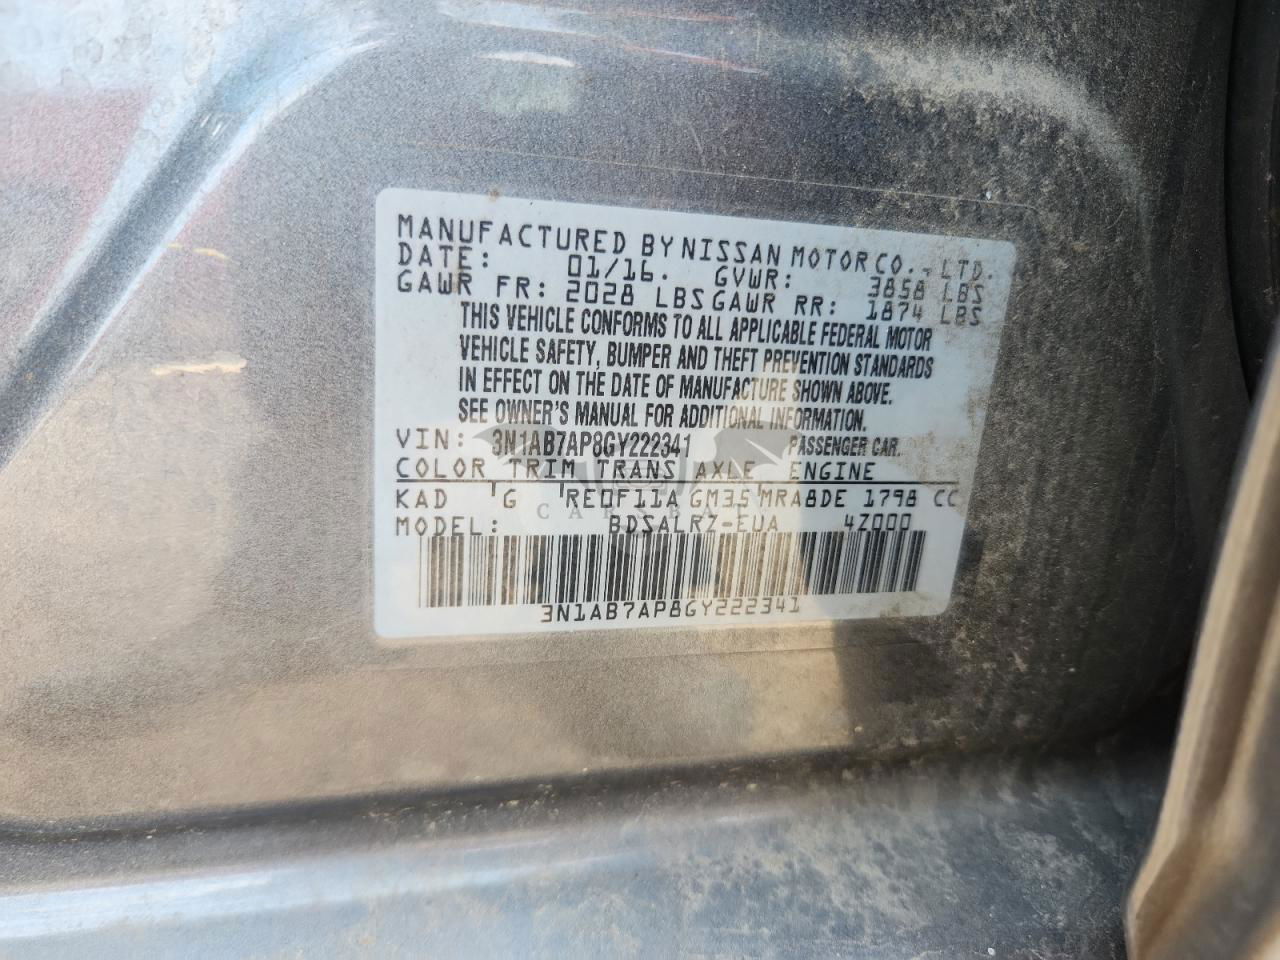 MANUFACTURED BY NISSAN MOTOR CO., LTD.
DATE: 01/16. GVWR: 3858 LBS
GAWR FR: 2028 LBS GAWR RR: 1874 LBS
THIS VEHICLE CONFORMS TO ALL APPLICABLE FEDERAL MOTOR
VEHICLE SAFETY, BUMPER AND THEFT PREVENTION STANDARDS
IN EFFECT ON THE DATE OF MANUFACTURE SHOWN ABOVE.
SEE OWNER'S MANUAL FOR ADDITIONAL INFORMATION.
VIN: 3N1AB7AP8GY222341 PASSENGER CAR.
COLOR TRIM TRANS AXLE ENGINE
KAD 'G 'RE0F11A GM35'MRA8DE 1798 CC
CARSBAT
MODEL: BDSALRZ-EUA 4Z000
3N1AB7AP8GY222341